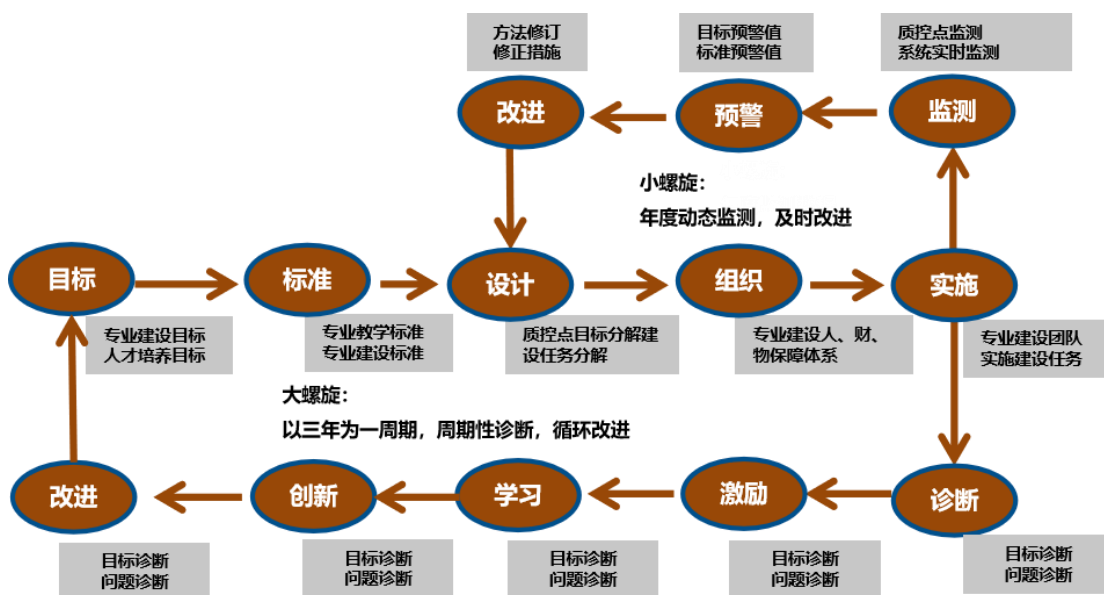 方法修订
修正措施
目标预警值
标准预警值
质控点监测
系统实时监测
改进
预警
监测
小螺旋：
年度动态监测，及时改进
目标
标准
设计
组织
实施
专业建设目标
人才培养目标
专业教学标准
专业建设标准
质控点目标分解建
设任务分解
专业建设人、财、
物保障体系
专业建设团队
实施建设任务
大螺旋：
以三年为一周期，周期性诊断，循环改进
改进
创新
学习
激励
诊断
目标诊断
问题诊断
目标诊断
问题诊断
目标诊断
问题诊断
目标诊断
问题诊断
目标诊断
问题诊断